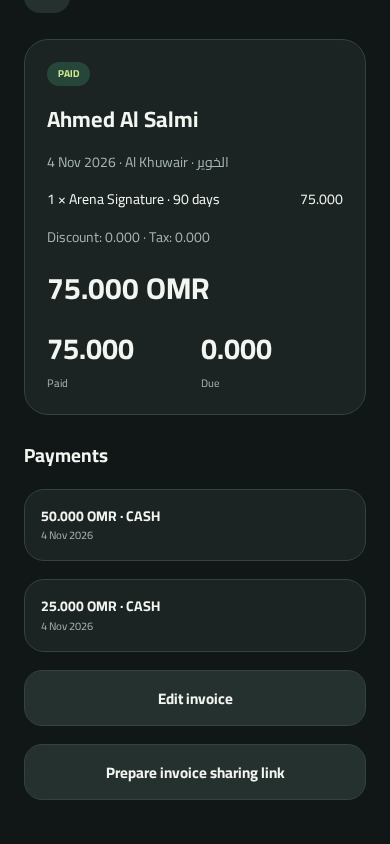 PAID
Ahmed Al Salmi
4 Nov 2026 · Al Khuwair · الخوير
1 × Arena Signature · 90 days 75.000
Discount: 0.000 · Tax: 0.000
75.000 OMR
75.000 0.000
Paid Due
Payments
50.000 OMR · CASH
4 Nov 2026
25.000 OMR · CASH
4 Nov 2026
Edit invoice
Prepare invoice sharing link